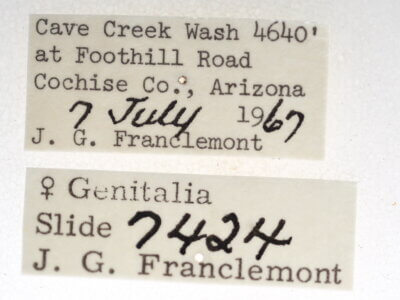 Cave Creek Wash 4640'
at Foothill Road
Cochise Co., Arizona
7 July 1967
J. G. Franclemont
♀ Genitalia
Slide 7424
J. G. Franclemont